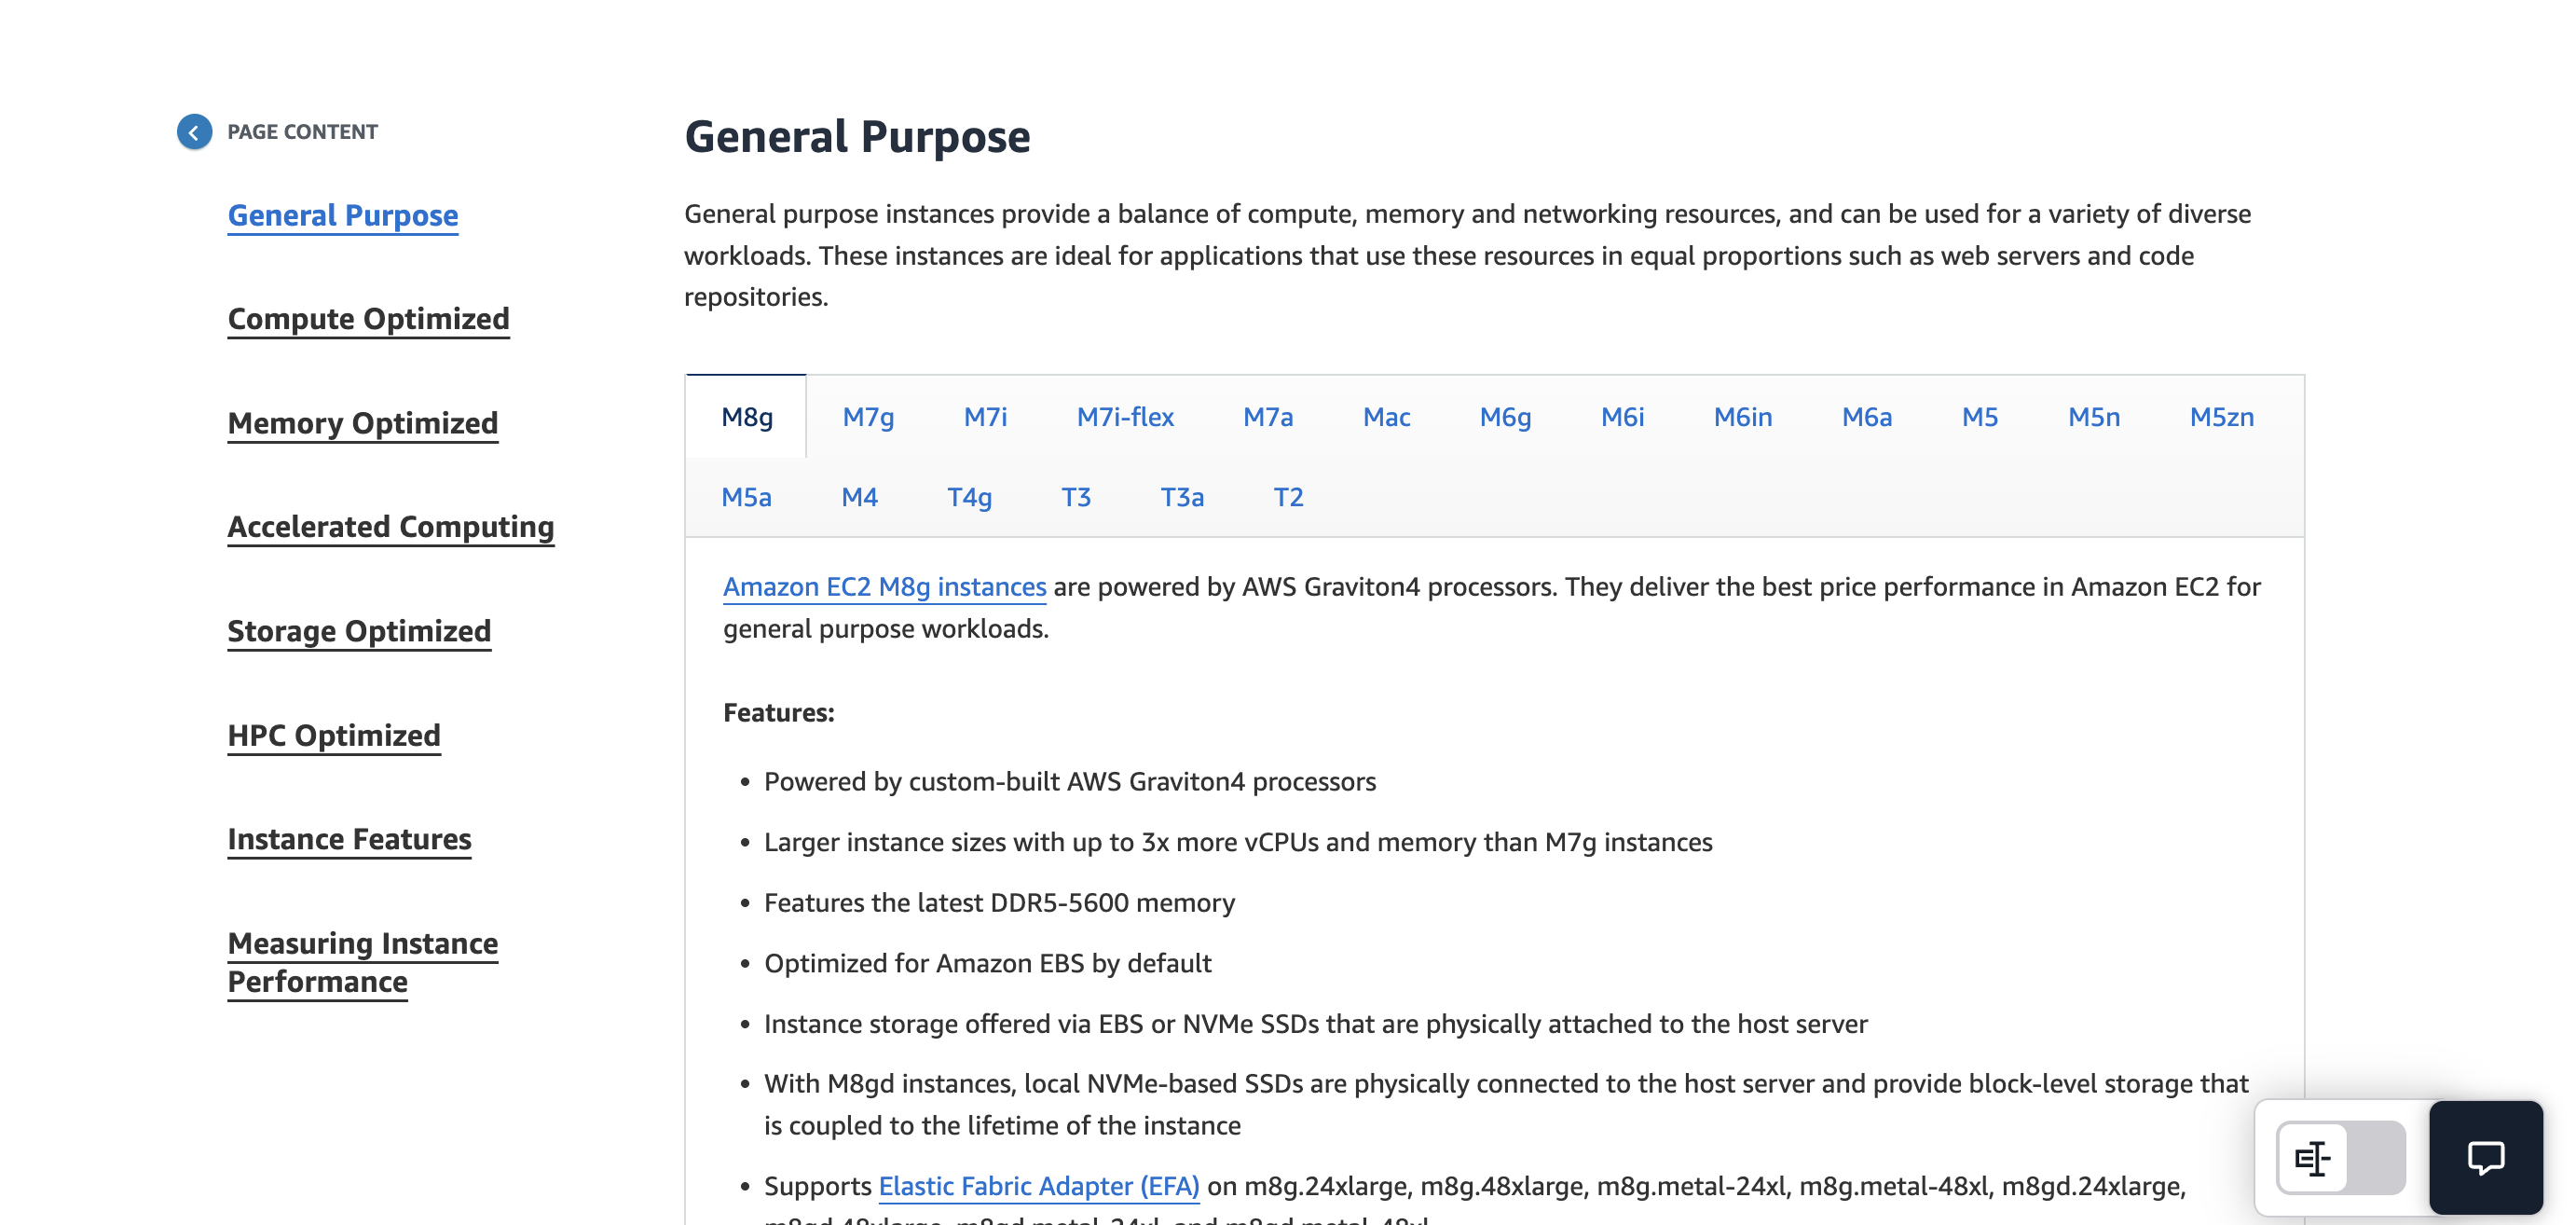 PAGE CONTENT
General Purpose
Compute Optimized
Memory Optimized
Accelerated Computing
Storage Optimized
HPC Optimized
Instance Features
Measuring Instance
Performance
General Purpose
General purpose instances provide a balance of compute, memory and networking resources, and can be used for a variety of diverse
workloads. These instances are ideal for applications that use these resources in equal proportions such as web servers and code
repositories.
M8g M7g M7i M7i-flex M7a Mac M6g M6i M6in M6a M5 M5n M5zn
M5a M4 T4g T3 T3a T2
Amazon EC2 M8g instances are powered by AWS Graviton4 processors. They deliver the best price performance in Amazon EC2 for
general purpose workloads.
Features:
• Powered by custom-built AWS Graviton4 processors
• Larger instance sizes with up to 3x more vCPUs and memory than M7g instances
• Features the latest DDR5-5600 memory
• Optimized for Amazon EBS by default
• Instance storage offered via EBS or NVMe SSDs that are physically attached to the host server
• With M8gd instances, local NVMe-based SSDs are physically connected to the host server and provide block-level storage that
is coupled to the lifetime of the instance
• Supports Elastic Fabric Adapter (EFA) on m8g.24xlarge, m8g.48xlarge, m8g.metal-24xl, m8g.metal-48xl, m8gd.24xlarge,
m8gd.48xlarge, m8gd.metal-24xl, and m8gd.metal-48xl